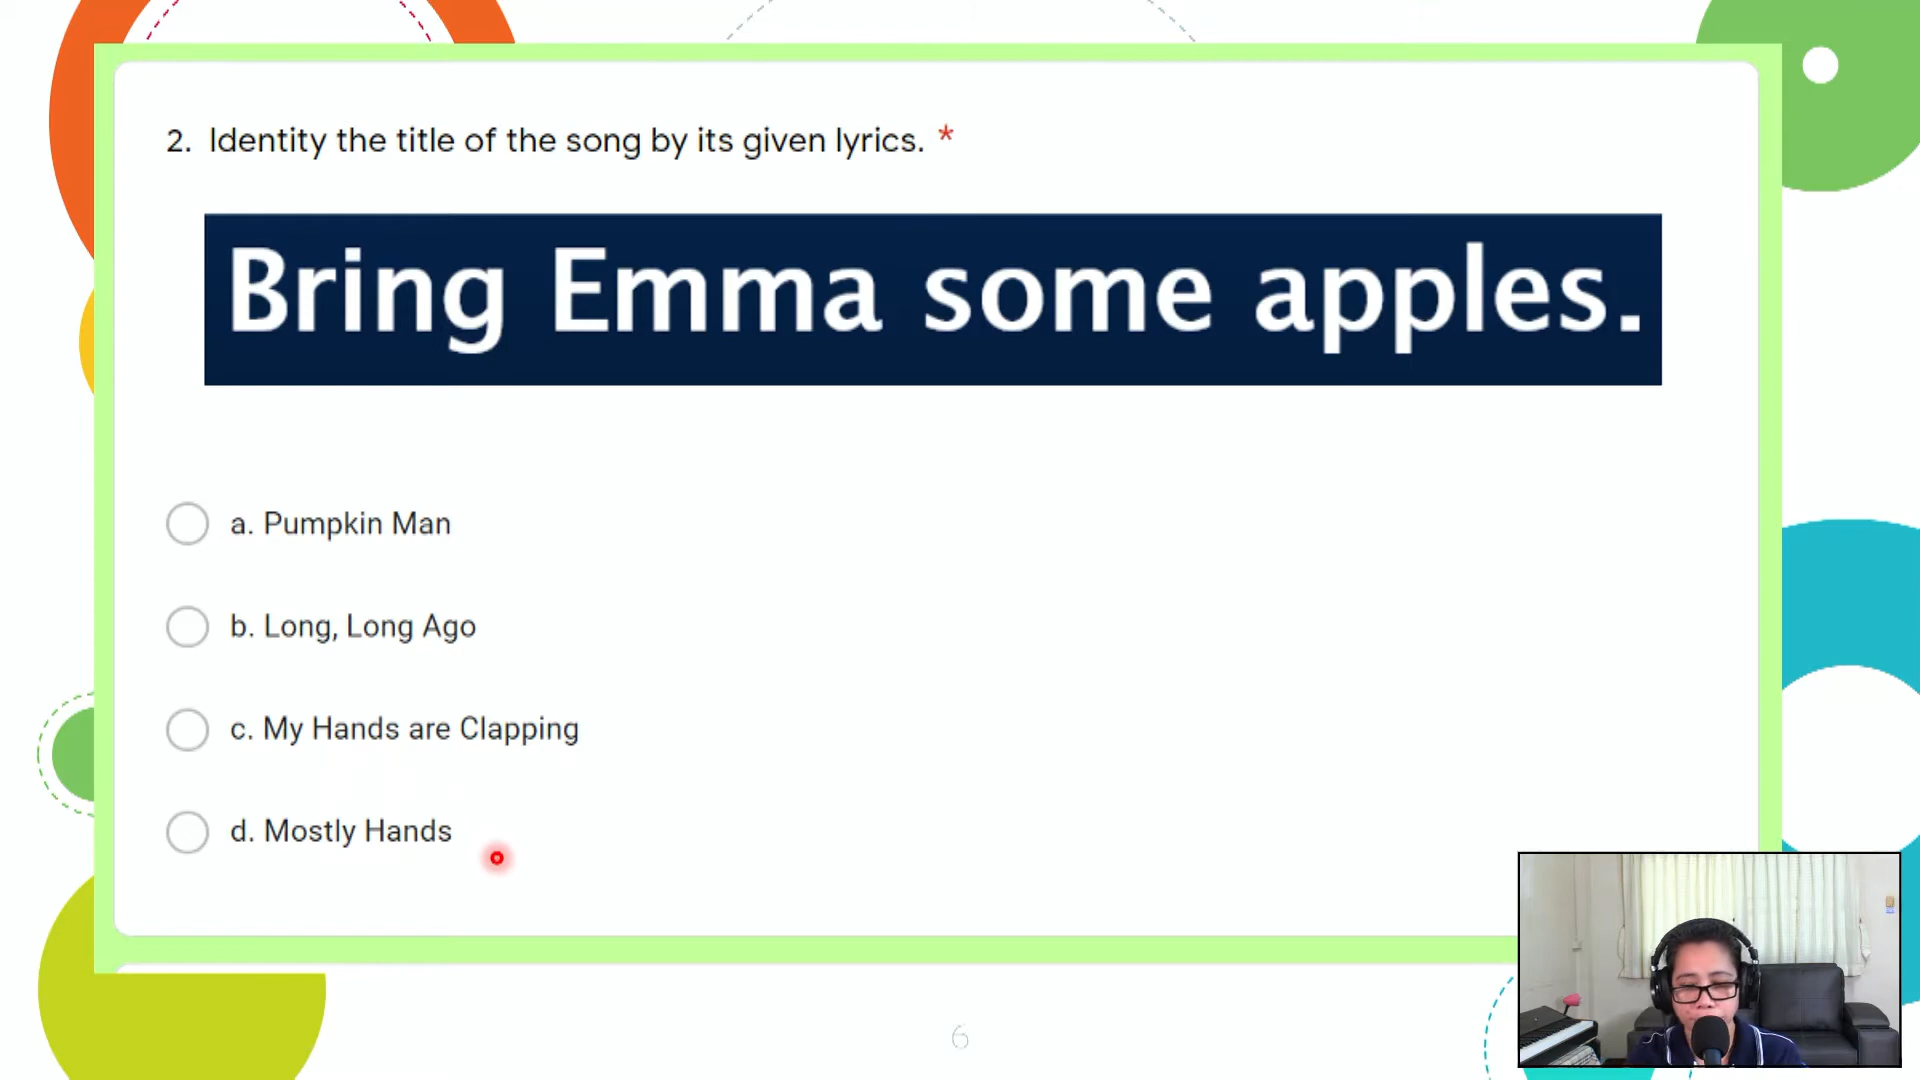 2. Identity the title of the song by its given lyrics. *
Bring Emma some apples.
a. Pumpkin Man
b. Long, Long Ago
c. My Hands are Clapping
d. Mostly Hands
6